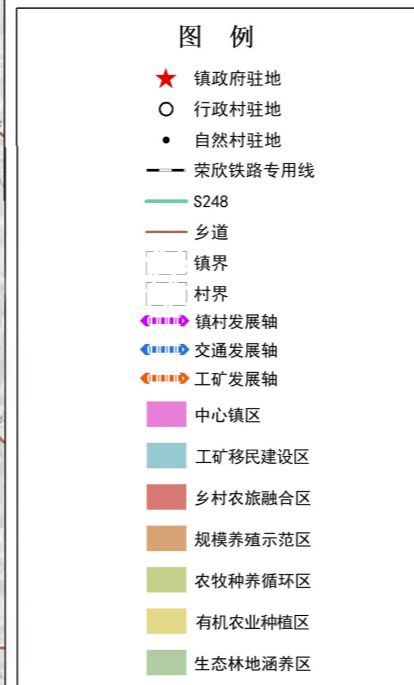 图 例
镇政府驻地
行政村驻地
自然村驻地
荣欣铁路专用线
S248
乡道
镇界
村界
镇村发展轴
交通发展轴
工矿发展轴
中心镇区
工矿移民建设区
乡村农旅融合区
规模养殖示范区
农牧种养循环区
有机农业种植区
生态林地涵养区